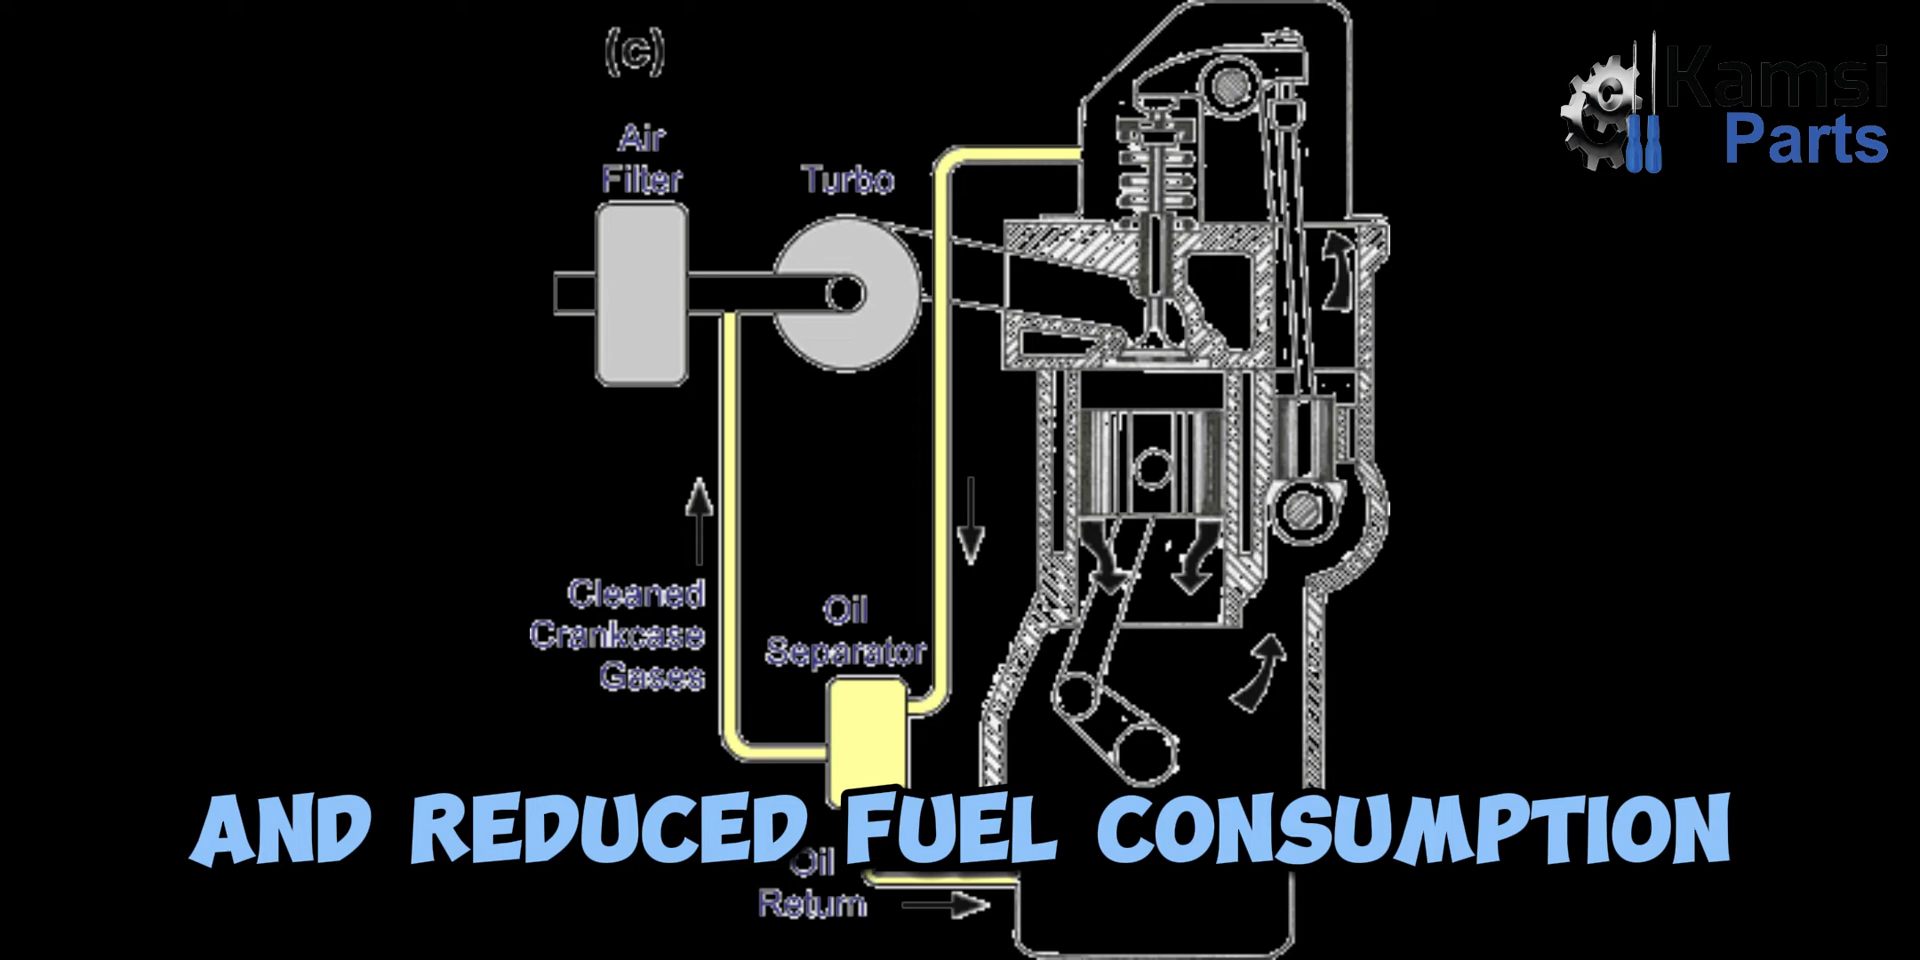 (c)
Kamsi
Parts
Air
Filter
Turbo
Cleaned
Crankcase
Gases
Oil
Separator
AND REDUCED FUEL CONSUMPTION
Oil
Return